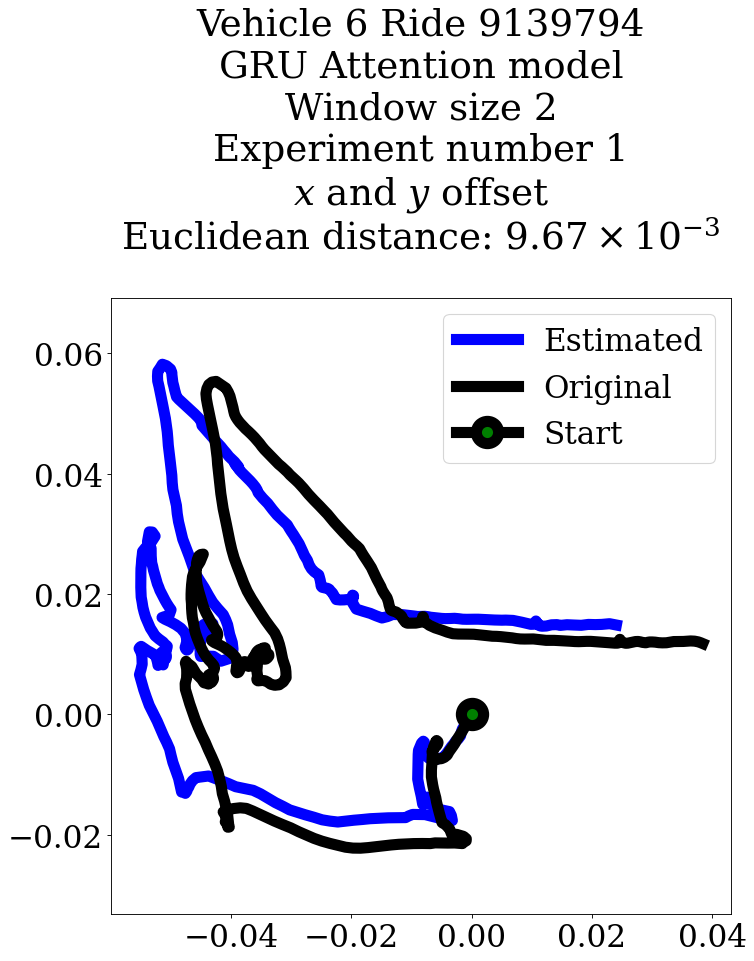 Vehicle 6 Ride 9139794
GRU Attention model
Window size 2
Experiment number 1
x and y offset
Euclidean distance: 9.67 × 10⁻³
Estimated
Original
Start
0.06
0.04
0.02
0.00
−0.02
−0.04 −0.02 0.00 0.02 0.04